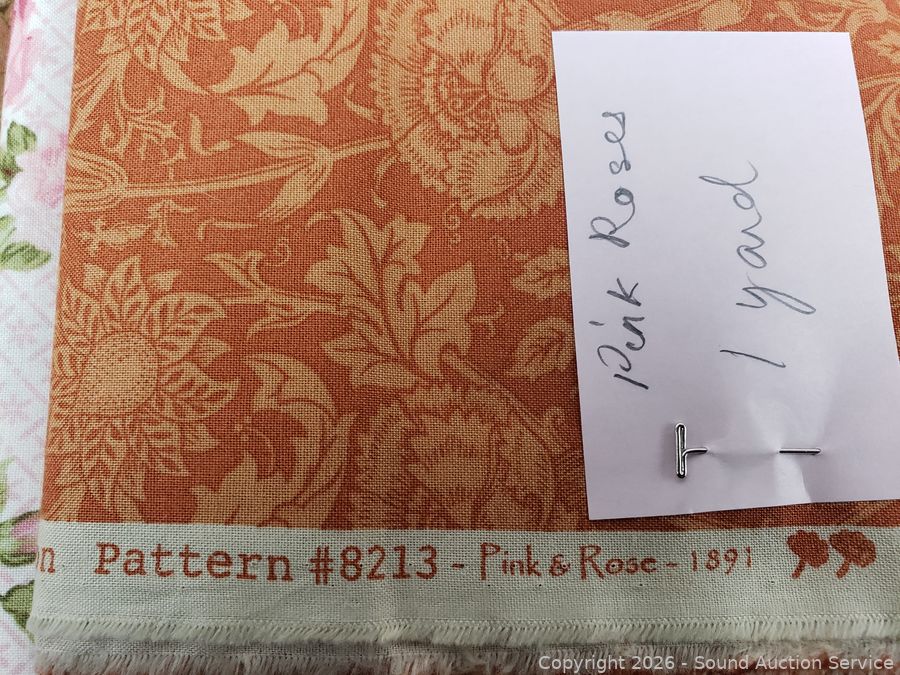 Pink Roses
1 yard
n Pattern #8213 - Pink & Rose - 1891
Copyright 2026 - Sound Auction Service